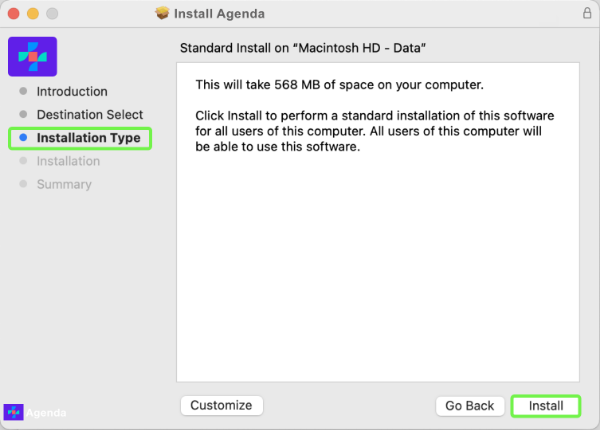 Install Agenda
Standard Install on “Macintosh HD - Data”
Introduction
Destination Select
Installation Type
Installation
Summary
This will take 568 MB of space on your computer.
Click Install to perform a standard installation of this software
for all users of this computer. All users of this computer will
be able to use this software.
Agenda
Customize
Go Back
Install